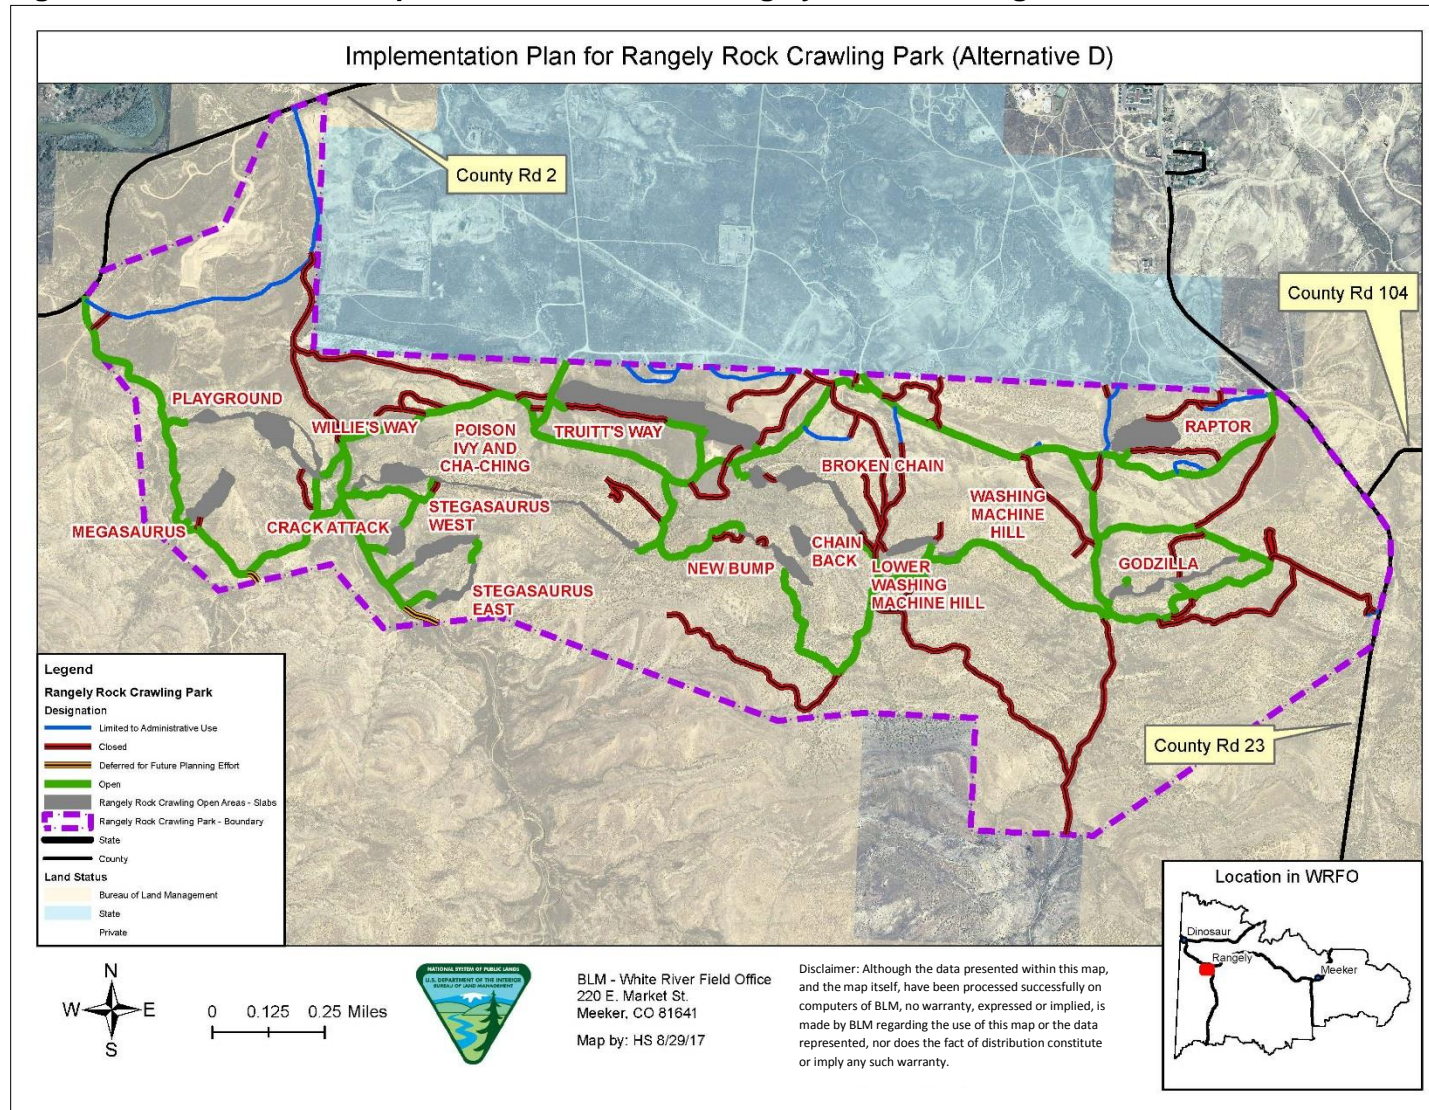 Implementation Plan for Rangely Rock Crawling Park (Alternative D)
County Rd 2
County Rd 104
PLAYGROUND
WILLIE'S WAY
POISON
IVY AND
CHA-CHING
TRUITT'S WAY
RAPTOR
BROKEN CHAIN
MEGASAURUS
CRACK ATTACK
STEGASAURUS
WEST
WASHING
MACHINE
HILL
NEW BUMP
CHAIN
BACK
LOWER
WASHING
MACHINE HILL
GODZILLA
STEGASAURUS
EAST
County Rd 23
Legend
Rangely Rock Crawling Park
Designation
Limited to Administrative Use
Closed
Deferred for Future Planning Effort
Open
Rangely Rock Crawling Open Areas - Slabs
Rangely Rock Crawling Park - Boundary
State
County
Land Status
Bureau of Land Management
State
Private
Location in WRFO
Dinosaur
Rangely
Meeker
N
W E
S
0 0.125 0.25 Miles
NATIONAL SYSTEM OF PUBLIC LANDS
U.S. DEPARTMENT OF THE INTERIOR
BUREAU OF LAND MANAGEMENT
BLM - White River Field Office
220 E. Market St.
Meeker, CO 81641
Map by: HS 8/29/17
Disclaimer: Although the data presented within this map,
and the map itself, have been processed successfully on
computers of BLM, no warranty, expressed or implied, is
made by BLM regarding the use of this map or the data
represented, nor does the fact of distribution constitute
or imply any such warranty.